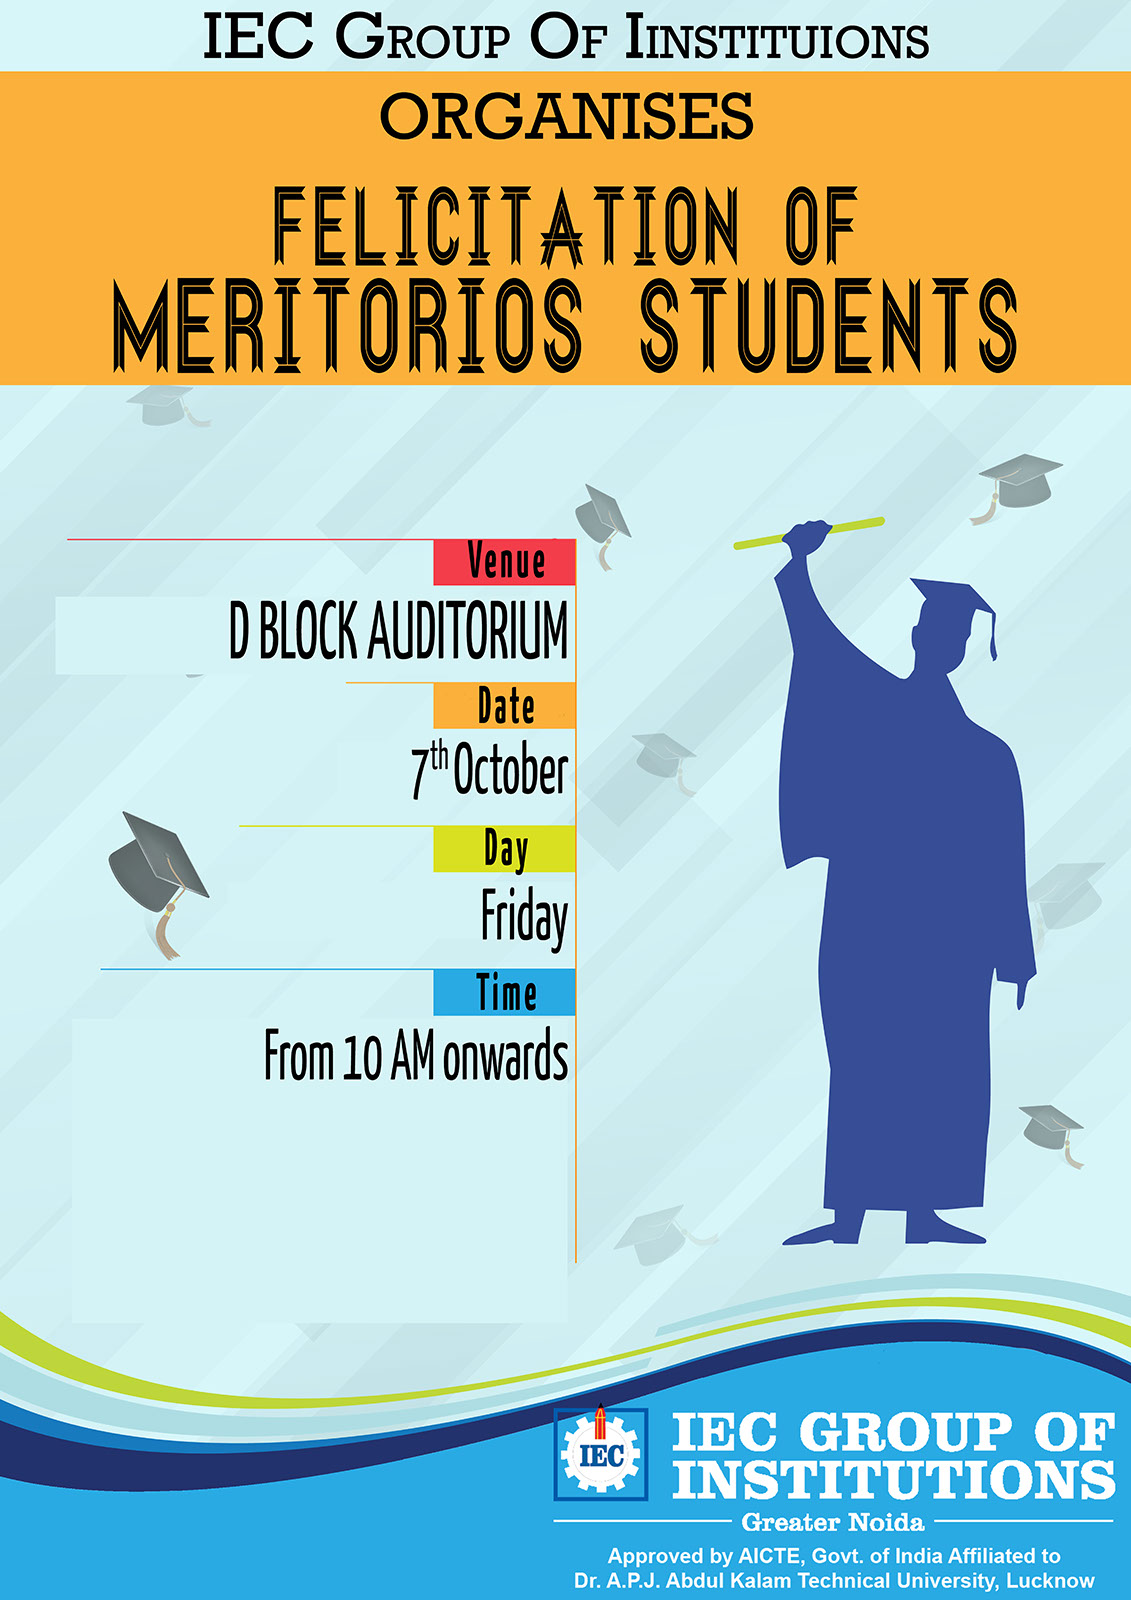 IEC GROUP OF IINSTITUIONS
ORGANISES
FELICITATION OF
MERITORIOS STUDENTS
Venue
D BLOCK AUDITORIUM
Date
7th October
Day
Friday
Time
From 10 AM onwards
IEC
IEC GROUP OF
INSTITUTIONS
Greater Noida
Approved by AICTE, Govt. of India Affiliated to
Dr. A.P.J. Abdul Kalam Technical University, Lucknow